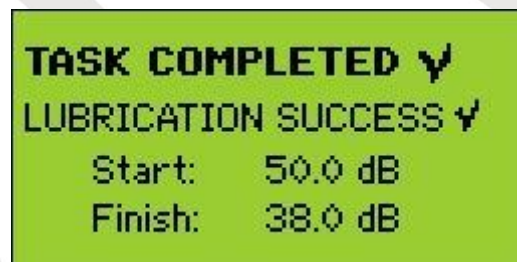 TASK COMPLETED √
LUBRICATION SUCCESS √
Start: 50.0 dB
Finish: 38.0 dB